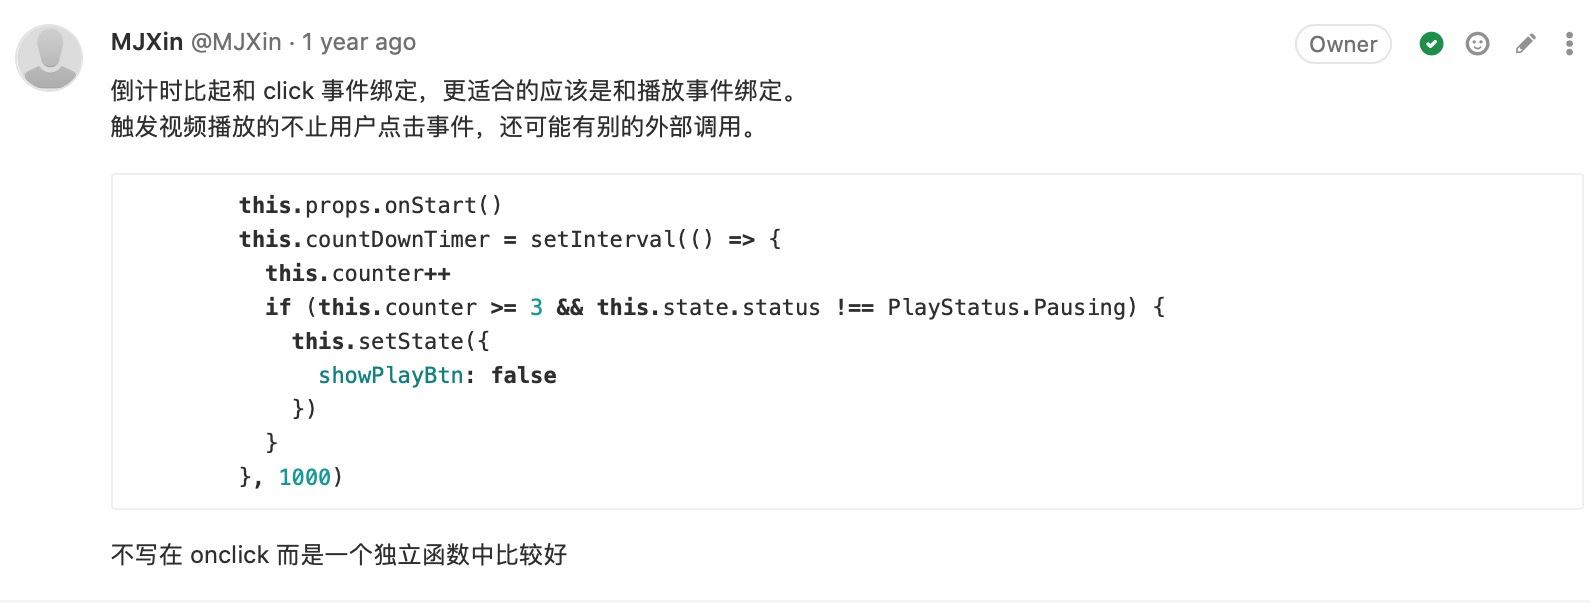 MJXin @MJXin · 1 year ago
Owner
倒计时比起和 click 事件绑定，更适合的应该是和播放事件绑定。
触发视频播放的不止用户点击事件，还可能有别的外部调用。
this.props.onStart()
this.countDownTimer = setInterval(() => {
this.counter++
if (this.counter >= 3 && this.state.status !== PlayStatus.Pausing) {
this.setState({
showPlayBtn: false
})
}
}, 1000)
不写在 onclick 而是一个独立函数中比较好